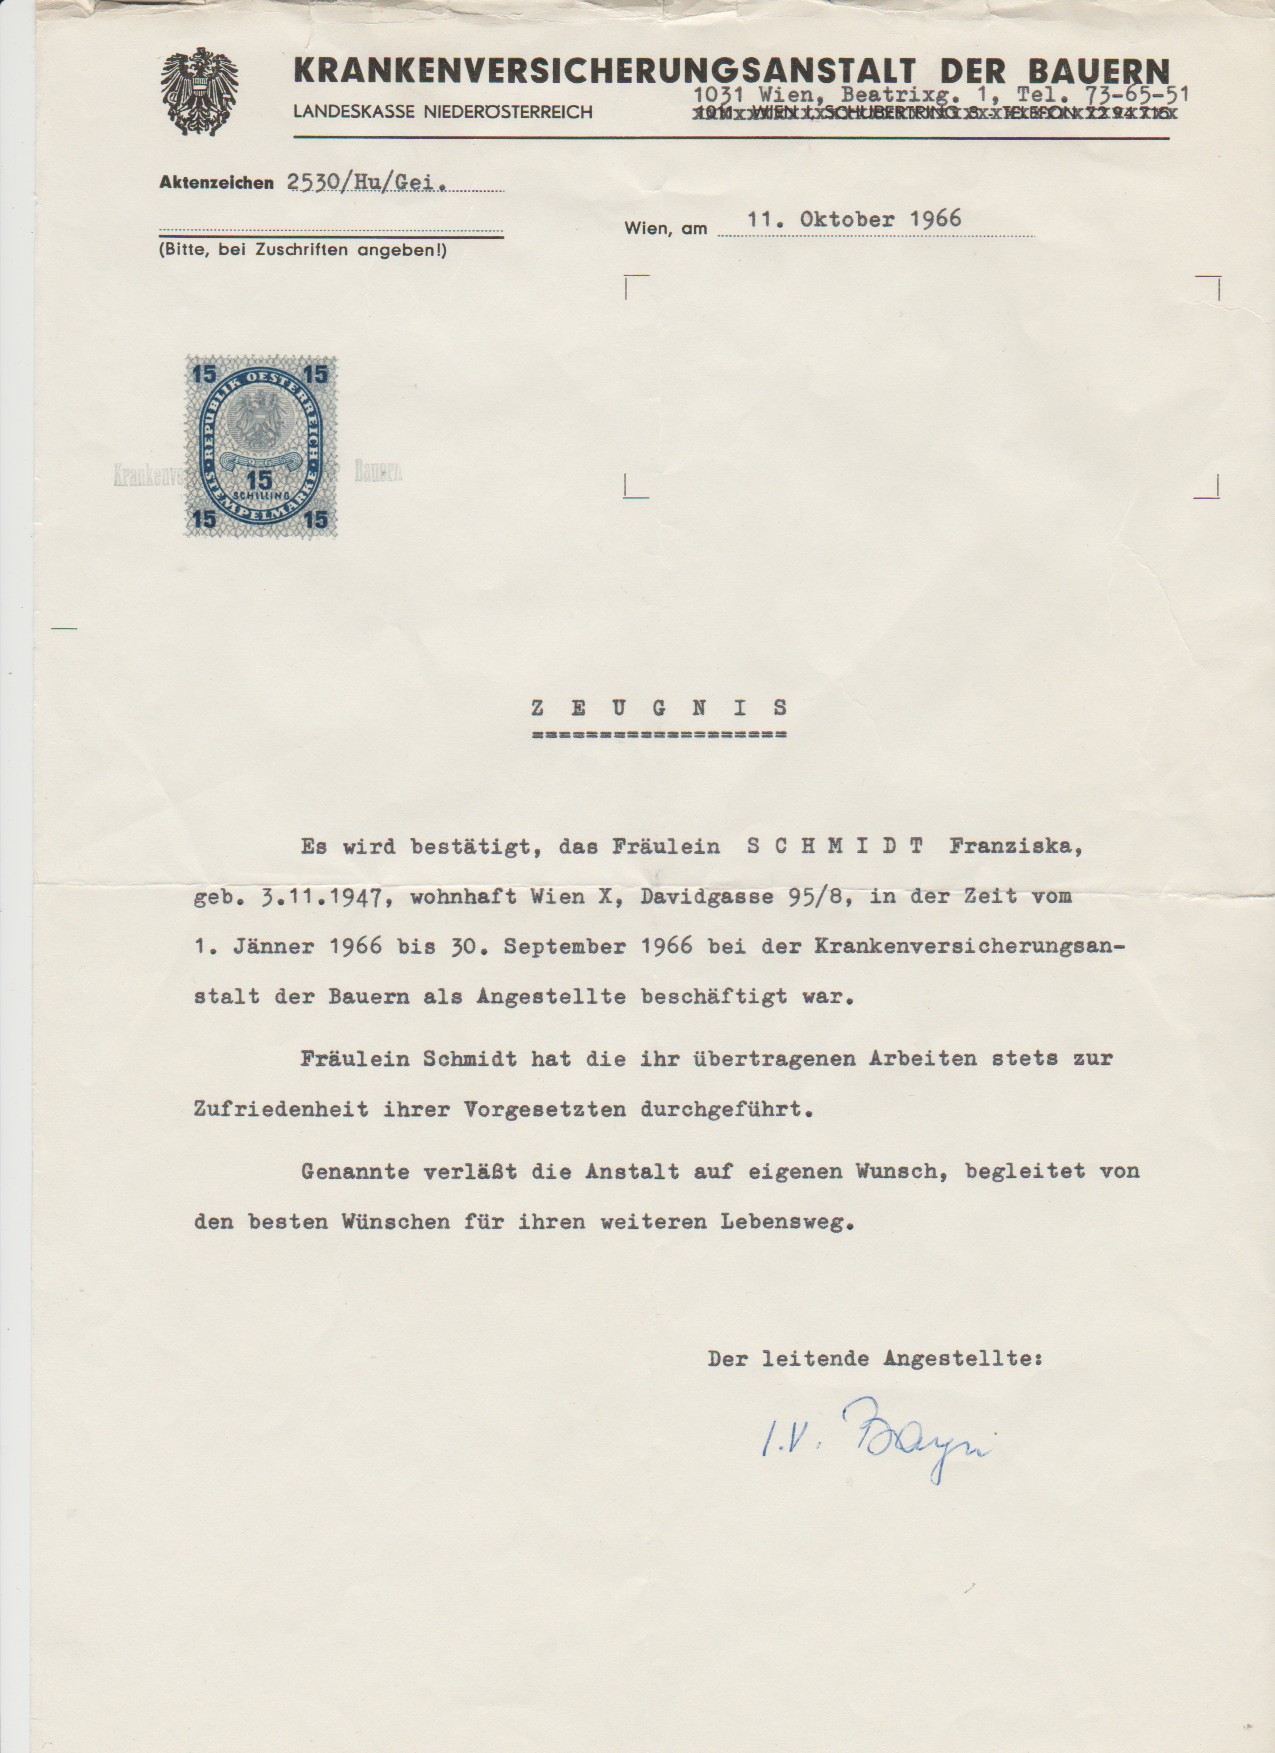 KRANKENVERSICHERUNGSANSTALT DER BAUERN
1031 Wien, Beatrixg. 1, Tel. 73-65-51
LANDESKASSE NIEDERÖSTERREICH
WIEN I, SCHUBERTRING - TELEFON
Aktenzeichen 2530/Hu/Gei.
Wien, am 11. Oktober 1966
(Bitte, bei Zuschriften angeben!)
15 15
REPUBLIK OESTERREICH
Bauern
15
SCHILLING
STEMPELMARKE
15 15
Z E U G N I S
===================
Es wird bestätigt, das Fräulein S C H M I D T Franziska,
geb. 3.11.1947, wohnhaft Wien X, Davidgasse 95/8, in der Zeit vom
1. Jänner 1966 bis 30. September 1966 bei der Krankenversicherungsan-
stalt der Bauern als Angestellte beschäftigt war.
Fräulein Schmidt hat die ihr übertragenen Arbeiten stets zur
Zufriedenheit ihrer Vorgesetzten durchgeführt.
Genannte verläßt die Anstalt auf eigenen Wunsch, begleitet von
den besten Wünschen für ihren weiteren Lebensweg.
Der leitende Angestellte:
I.V.